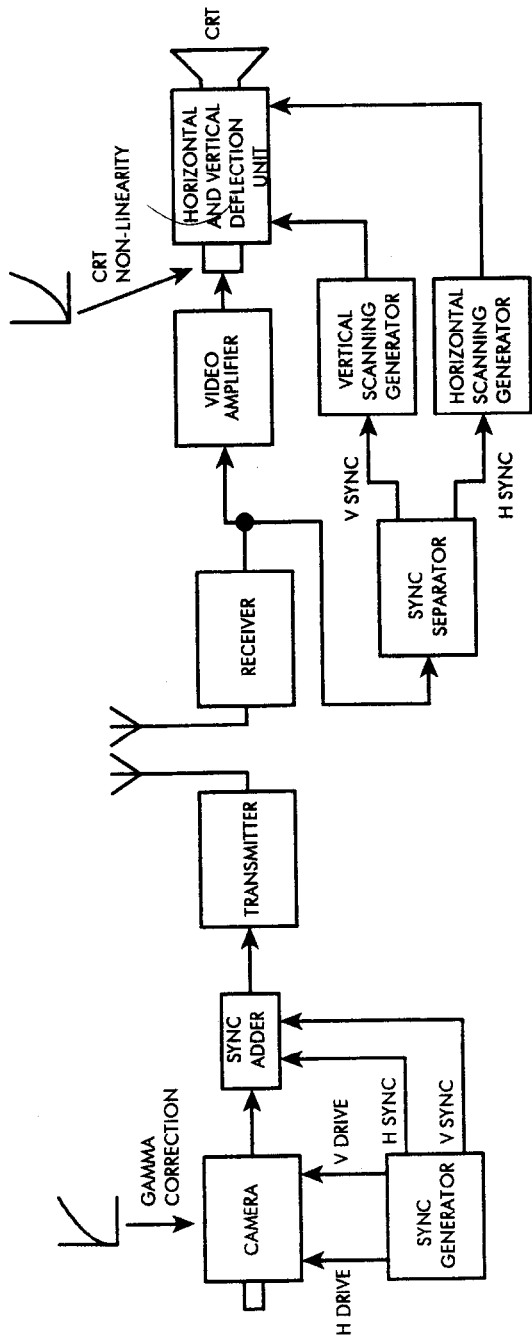 GAMMA
CORRECTION
CAMERA
H DRIVE
V DRIVE
SYNC
GENERATOR
H SYNC
V SYNC
SYNC
ADDER
TRANSMITTER
RECEIVER
VIDEO
AMPLIFIER
CRT
NON-LINEARITY
HORIZONTAL
AND VERTICAL
DEFLECTION
UNIT
CRT
SYNC
SEPARATOR
V SYNC
H SYNC
VERTICAL
SCANNING
GENERATOR
HORIZONTAL
SCANNING
GENERATOR